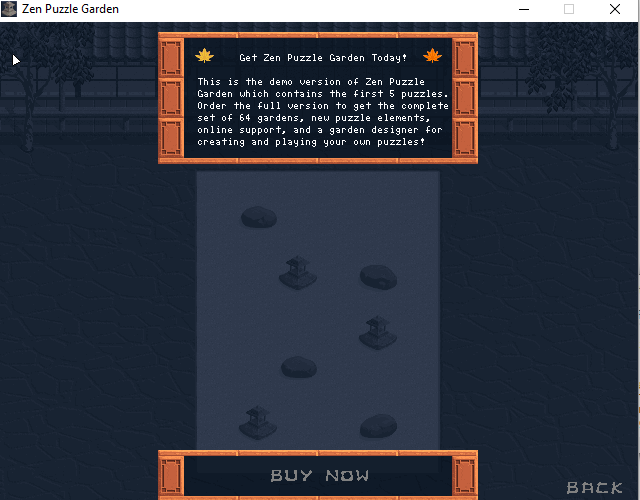 Zen Puzzle Garden
Get Zen Puzzle Garden Today!
This is the demo version of Zen Puzzle
Garden which contains the first 5 puzzles.
Order the full version to get the complete
set of 64 gardens, new puzzle elements,
online support, and a garden designer for
creating and playing your own puzzles!
BUY NOW
BACK